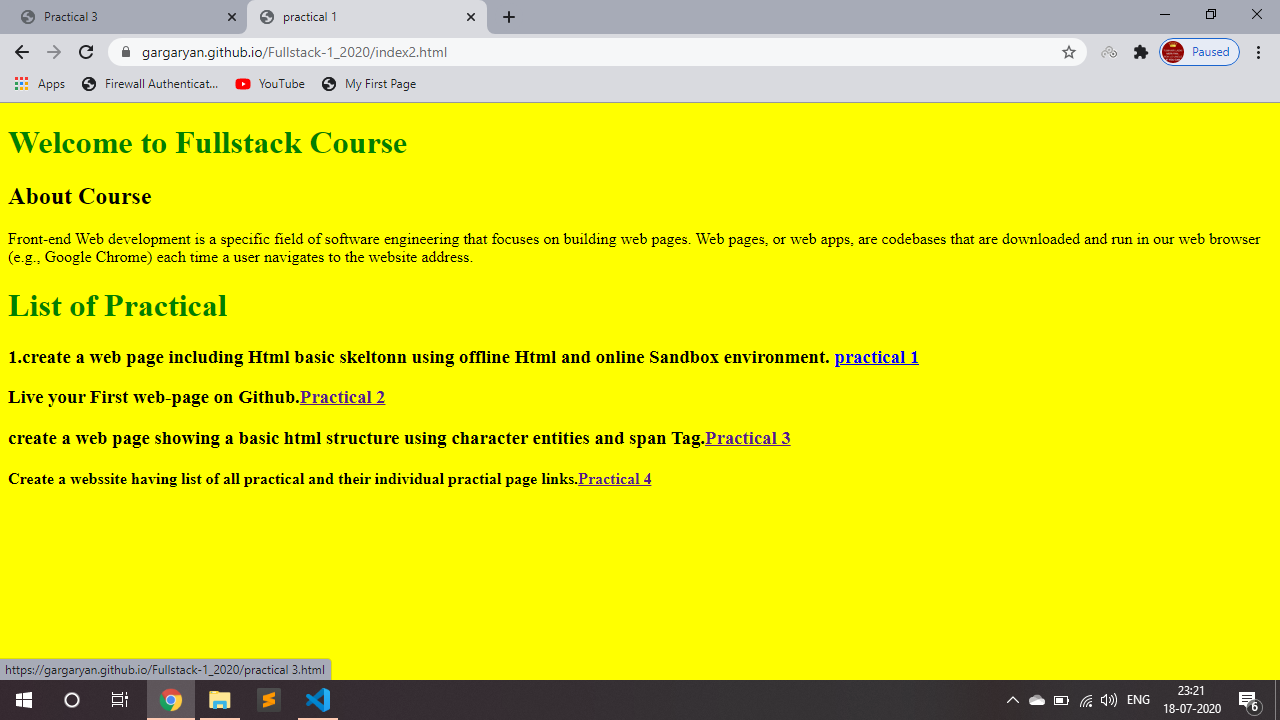 Practical 3
practical 1
gargaryan.github.io/Fullstack-1_2020/index2.html
Paused
Apps
Firewall Authenticat...
YouTube
My First Page
Welcome to Fullstack Course
About Course
Front-end Web development is a specific field of software engineering that focuses on building web pages. Web pages, or web apps, are codebases that are downloaded and run in our web browser
(e.g., Google Chrome) each time a user navigates to the website address.
List of Practical
1.create a web page including Html basic skeltonn using offline Html and online Sandbox environment. practical 1
Live your First web-page on Github.Practical 2
create a web page showing a basic html structure using character entities and span Tag.Practical 3
Create a webssite having list of all practical and their individual practial page links.Practical 4
https://gargaryan.github.io/Fullstack-1_2020/practical 3.html
ENG
23:21
18-07-2020
6